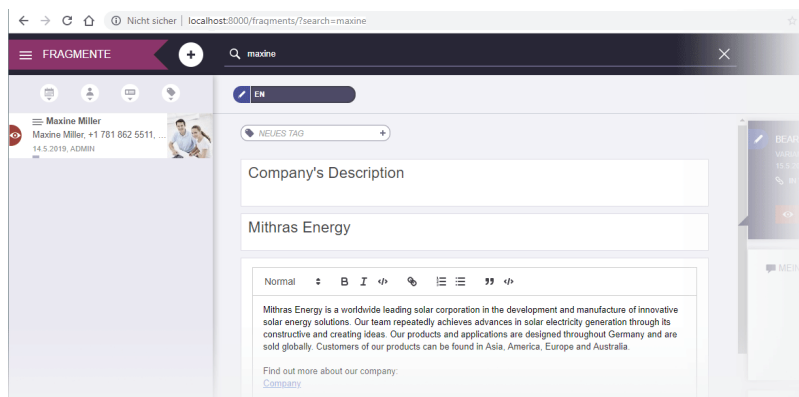 Nicht sicher | localhost:8000/fragments/?search=maxine
FRAGMENTE
+
maxine
EN
Maxine Miller
Maxine Miller, +1 781 862 5511, ...
14.5.2019, ADMIN
NEUES TAG
+
Company's Description
Mithras Energy
Normal
B I
Mithras Energy is a worldwide leading solar corporation in the development and manufacture of innovative
solar energy solutions. Our team repeatedly achieves advances in solar electricity generation through its
constructive and creating ideas. Our products and applications are designed throughout Germany and are
sold globally. Customers of our products can be found in Asia, America, Europe and Australia.
Find out more about our company:
Company
BEAR
MEIN